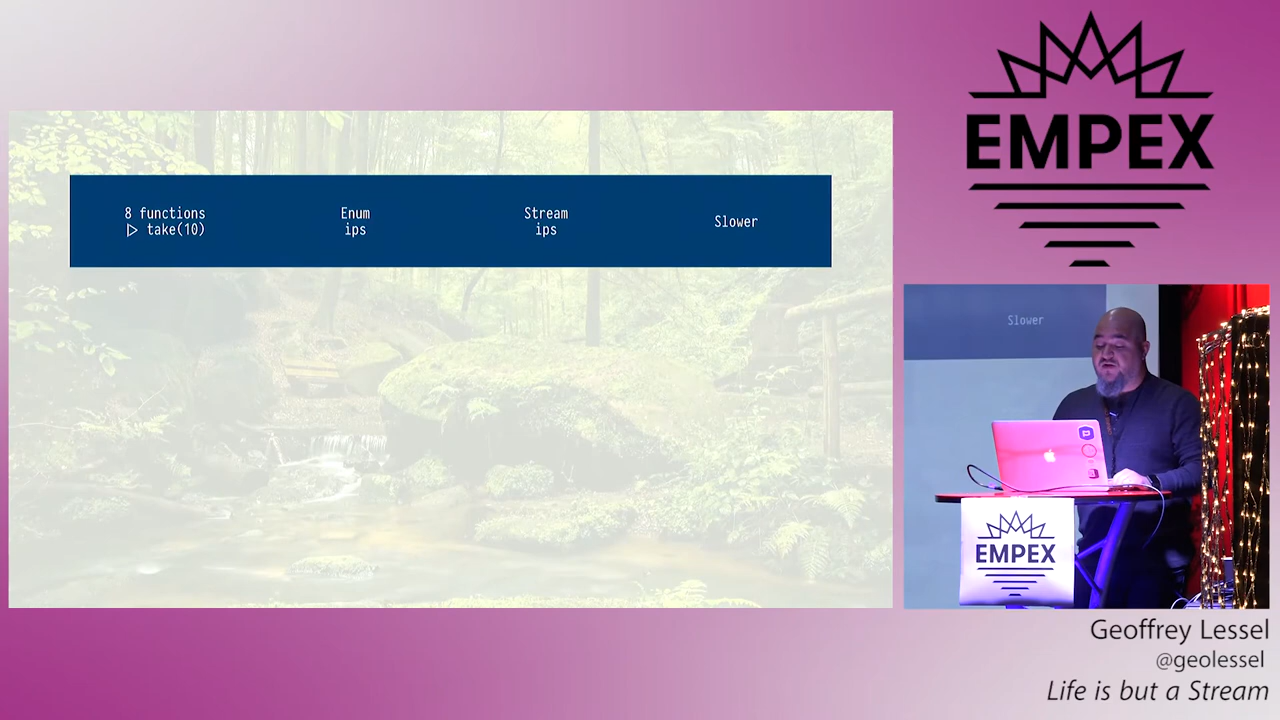 EMPEX
8 functions
▷ take(10)
Enum
ips
Stream
ips
Slower
Slower
EMPEX
Geoffrey Lessel
@geolessel
Life is but a Stream